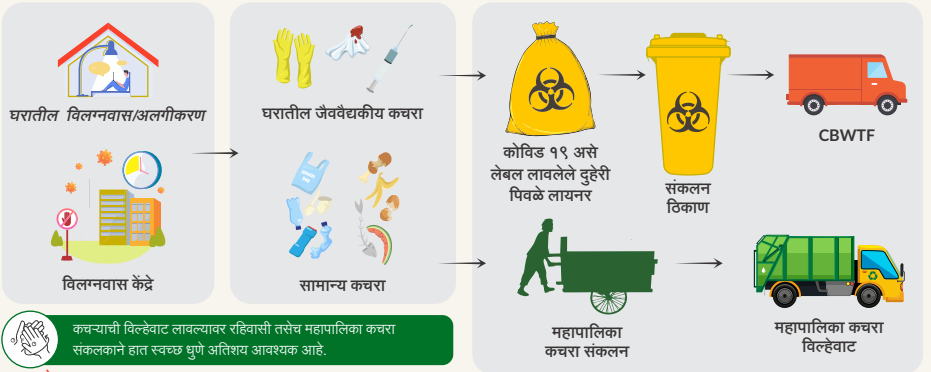 घरातील विलग्नवास/अलगीकरण
विलग्नवास केंद्रे
घरातील जैववैद्यकीय कचरा
सामान्य कचरा
कोविड १९ असे
लेबल लावलेले दुहेरी
पिवळे लायनर
संकलन
ठिकाण
CBWTF
महापालिका
कचरा संकलन
महापालिका कचरा
विल्हेवाट
कचऱ्याची विल्हेवाट लावल्यावर रहिवासी तसेच महापालिका कचरा
संकलकाने हात स्वच्छ धुणे अतिशय आवश्यक आहे.